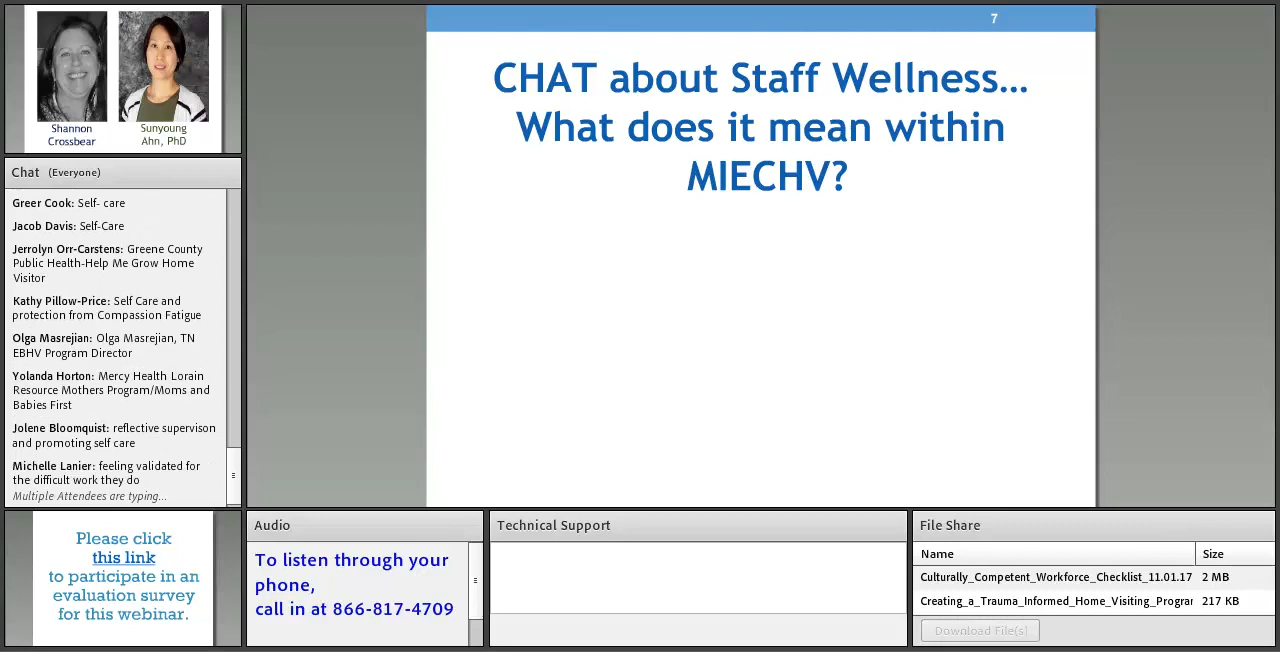 Shannon
Crossbear
Sunyoung
Ahn, PhD
Chat (Everyone)
Greer Cook: Self- care
Jacob Davis: Self-Care
Jerrolyn Orr-Carstens: Greene County
Public Health-Help Me Grow Home
Visitor
Kathy Pillow-Price: Self Care and
protection from Compassion Fatigue
Olga Masrejian: Olga Masrejian, TN
EBHV Program Director
Yolanda Horton: Mercy Health Lorain
Resource Mothers Program/Moms and
Babies First
Jolene Bloomquist: reflective supervison
and promoting self care
Michelle Lanier: feeling validated for
the difficult work they do
Multiple Attendees are typing...
7
CHAT about Staff Wellness...
What does it mean within
MIECHV?
Please click
this link
to participate in an
evaluation survey
for this webinar.
Audio
To listen through your
phone,
call in at 866-817-4709
Technical Support
File Share
Name Size
Culturally_Competent_Workforce_Checklist_11.01.17 2 MB
Creating_a_Trauma_Informed_Home_Visiting_Prograr 217 KB
Download File(s)